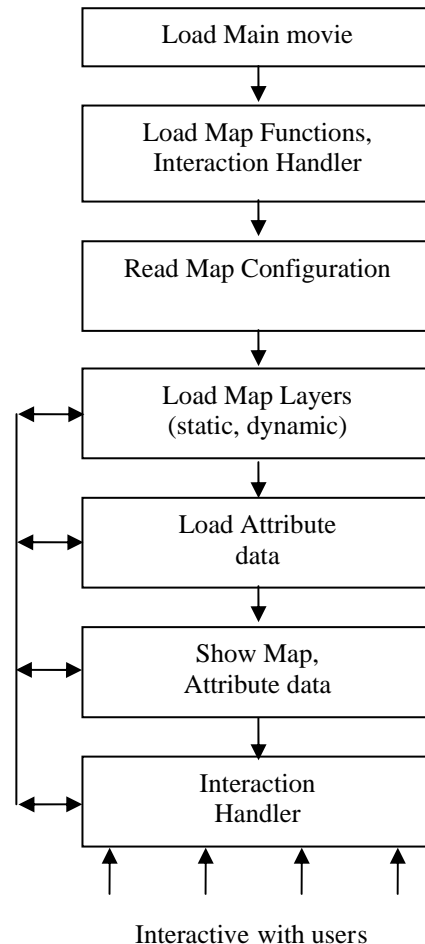 Load Main movie
Load Map Functions,
Interaction Handler
Read Map Configuration
Load Map Layers
(static, dynamic)
Load Attribute
data
Show Map,
Attribute data
Interaction
Handler
Interactive with users